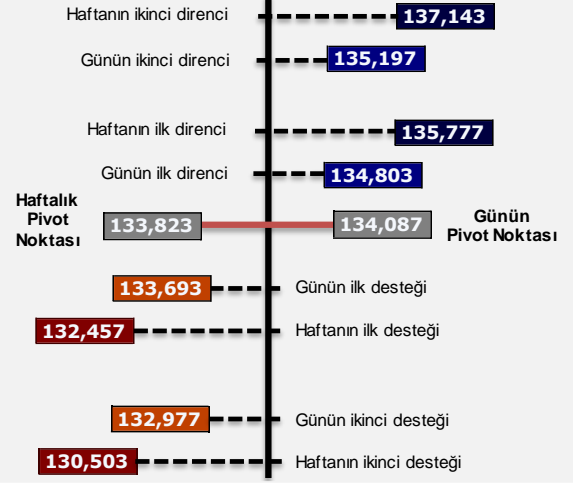 Haftanın ikinci direnci 137,143
Günün ikinci direnci 135,197
Haftanın ilk direnci 135,777
Günün ilk direnci 134,803
Haftalık
Pivot
Noktası
133,823
134,087
Günün
Pivot Noktası
133,693 Günün ilk desteği
132,457 Haftanın ilk desteği
132,977 Günün ikinci desteği
130,503 Haftanın ikinci desteği